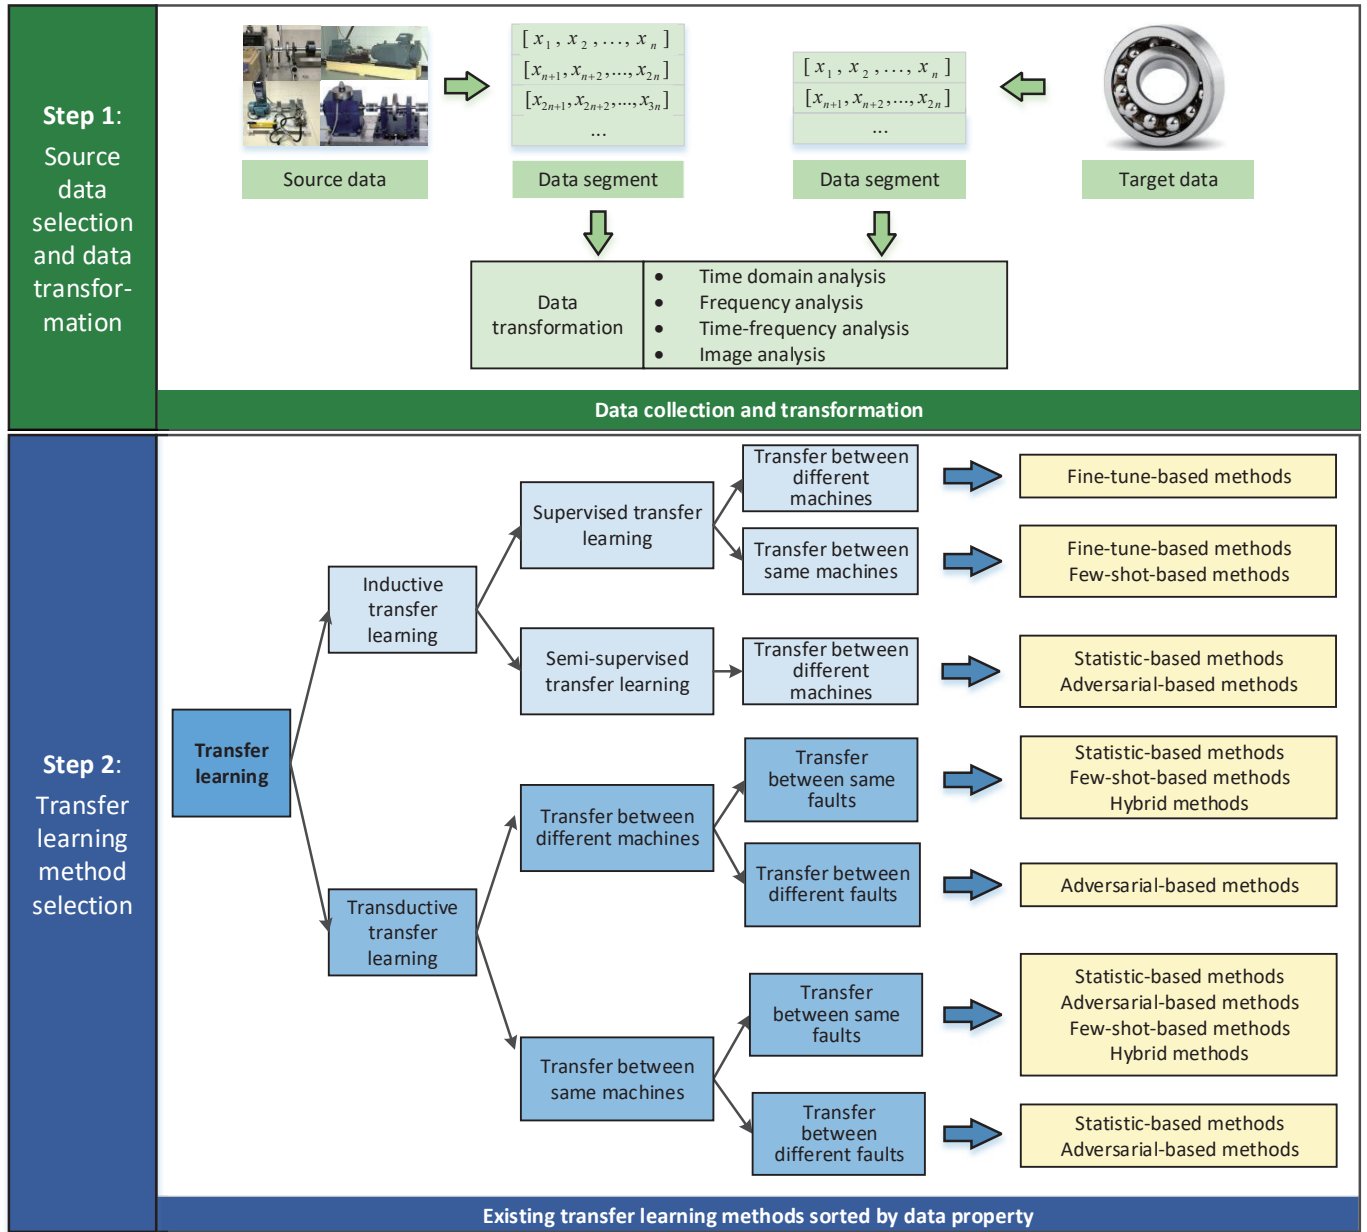 Step 1:
Source
data
selection
and data
transfor-
mation
[ x1 , x2 , ..., xn ]
[xn+1, xn+2, ..., x2n]
[x2n+1, x2n+2, ..., x3n]
...
[ x1 , x2 , ..., xn ]
[xn+1, xn+2, ..., x2n]
...
Source data
Data segment
Data segment
Target data
Data
transformation
• Time domain analysis
• Frequency analysis
• Time-frequency analysis
• Image analysis
Data collection and transformation
Step 2:
Transfer
learning
method
selection
Transfer
learning
Inductive
transfer
learning
Transductive
transfer
learning
Supervised transfer
learning
Semi-supervised
transfer learning
Transfer between
different machines
Transfer between
same machines
Transfer between
different
machines
Fine-tune-based methods
Transfer between
same machines
Fine-tune-based methods
Few-shot-based methods
Transfer between
different
machines
Statistic-based methods
Adversarial-based methods
Transfer
between same
faults
Statistic-based methods
Few-shot-based methods
Hybrid methods
Transfer between
different faults
Adversarial-based methods
Transfer
between same
faults
Statistic-based methods
Adversarial-based methods
Few-shot-based methods
Hybrid methods
Transfer
between
different faults
Statistic-based methods
Adversarial-based methods
Existing transfer learning methods sorted by data property